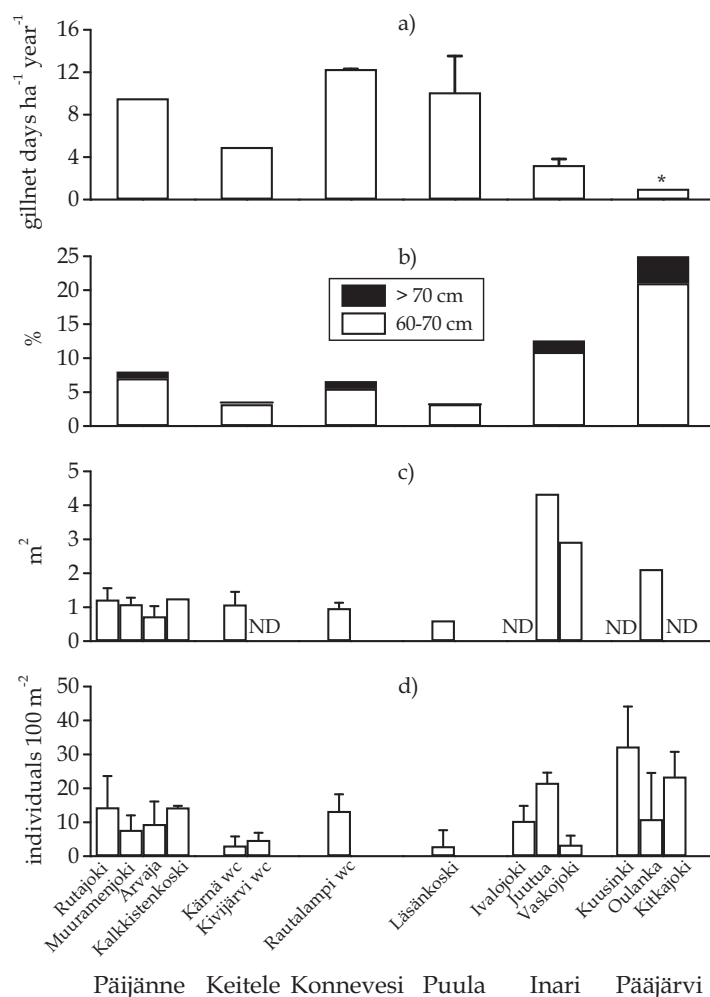 a)
gillnet days ha⁻¹ year⁻¹
16
12
8
4
0
*
b)
%
25
20
15
10
5
0
> 70 cm
60-70 cm
c)
m²
5
4
3
2
1
0
ND
ND
ND
ND
d)
individuals 100 m⁻²
50
40
30
20
10
0
Rutajoki
Muuramenjoki
Arvaja
Kalkkistenkoski
Kärnä wc
Kivijärvi wc
Rautalampi wc
Läsänkoski
Ivalojoki
Juutua
Vaskojoki
Kuusinki
Oulanka
Kitkajoki
Päijänne Keitele Konnevesi Puula Inari Pääjärvi